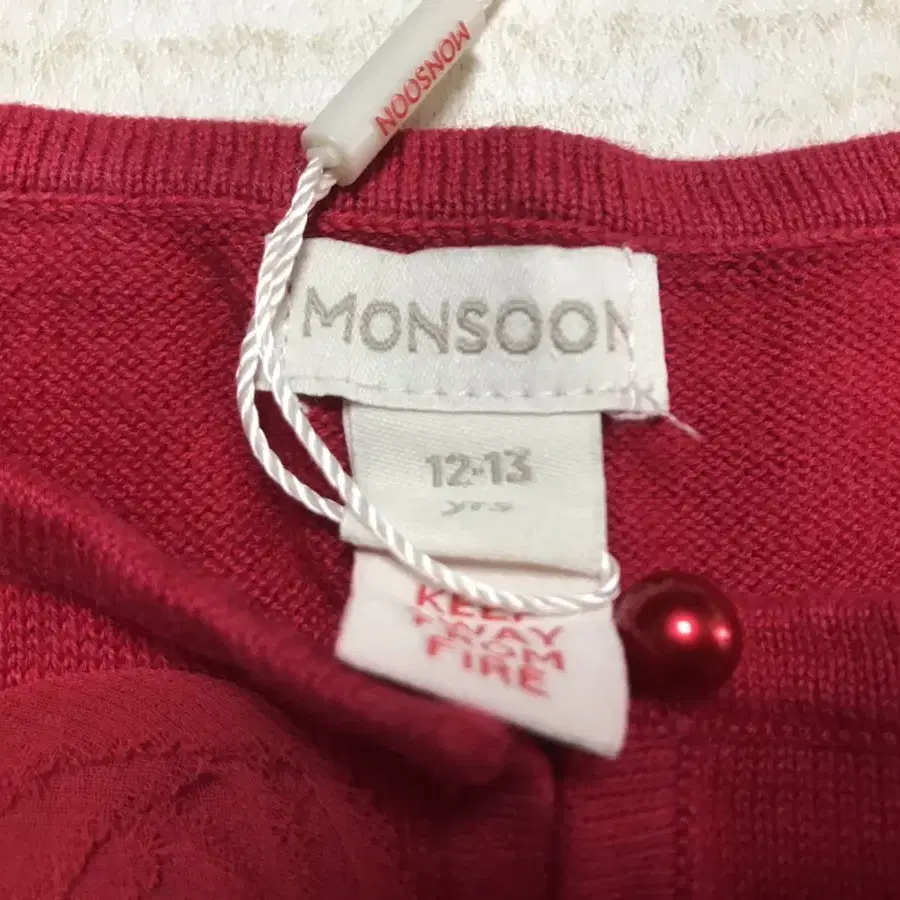 MONSOON
MONSOON
12-13
yrs
KEEP
AWAY
FROM
FIRE